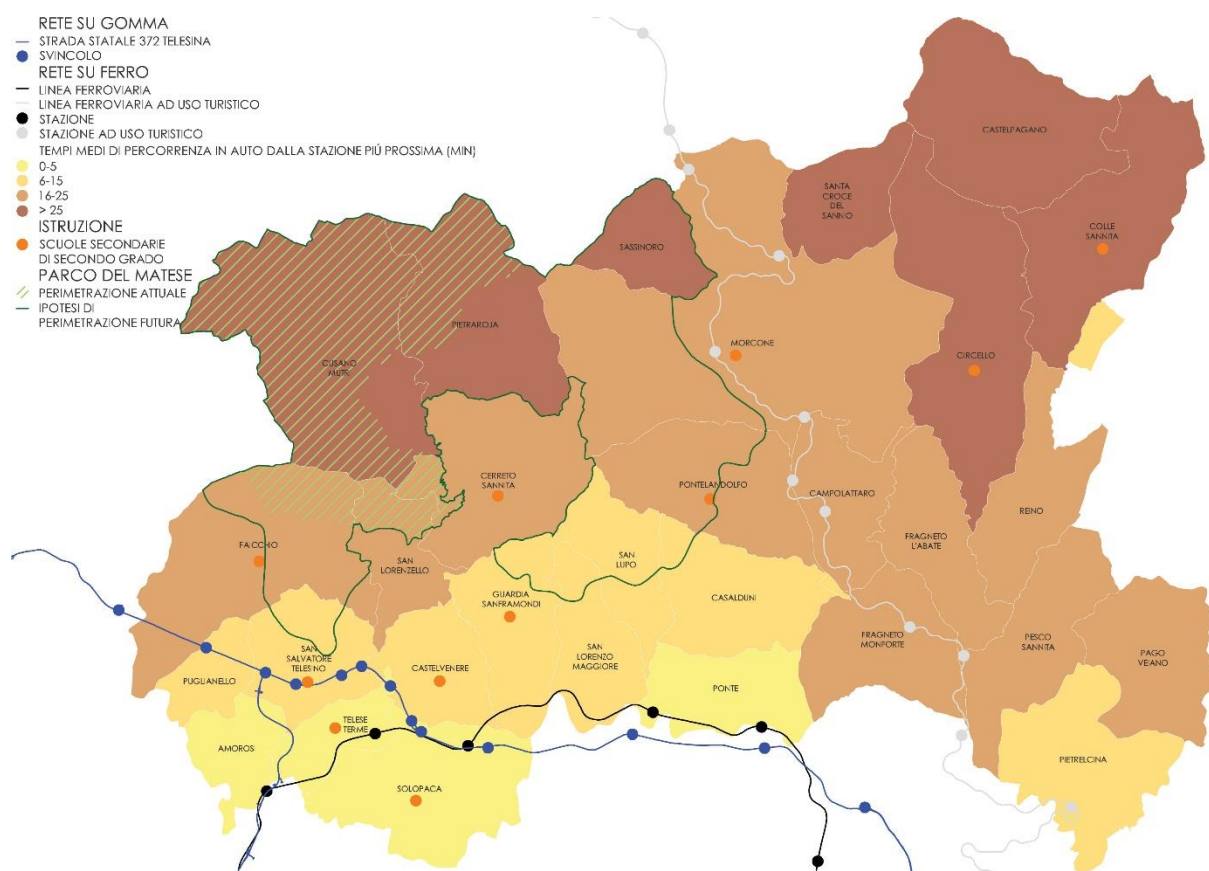 RETE SU GOMMA
STRADA STATALE 372 TELESINA
SVINCOLO
RETE SU FERRO
LINEA FERROVIARIA
LINEA FERROVIARIA AD USO TURISTICO
STAZIONE
STAZIONE AD USO TURISTICO
TEMPI MEDI DI PERCORRENZA IN AUTO DALLA STAZIONE PIÚ PROSSIMA (MIN)
0-5
6-15
16-25
> 25
ISTRUZIONE
SCUOLE SECONDARIE
DI SECONDO GRADO
PARCO DEL MATESE
PERIMETRAZIONE ATTUALE
IPOTESI DI
PERIMETRAZIONE FUTURA
CASTELPAGANO
SANTA
CROCE
DEL
SANNO
COLLE
SANNITA
SASSINORO
PIETRAROJA
MORCONE
CIRCELLO
CUSANO
MUTRI
CERRETO
SANNITA
PONTELANDOLFO
CAMPOLATTARO
REINO
FRAGNETO
L'ABATE
FAICCHIO
SAN
LORENZELLO
SAN
LUPO
GUARDIA
SANFRAMONDI
CASALDUNI
FRAGNETO
MONFORTE
PESCO
SANNITA
PAGO
VEIANO
SAN
SALVATORE
TELESINO
PUGLIANELLO
CASTELVENERE
SAN
LORENZO
MAGGIORE
PONTE
TELESE
TERME
AMOROS
PIETRELCINA
SOLOPACA